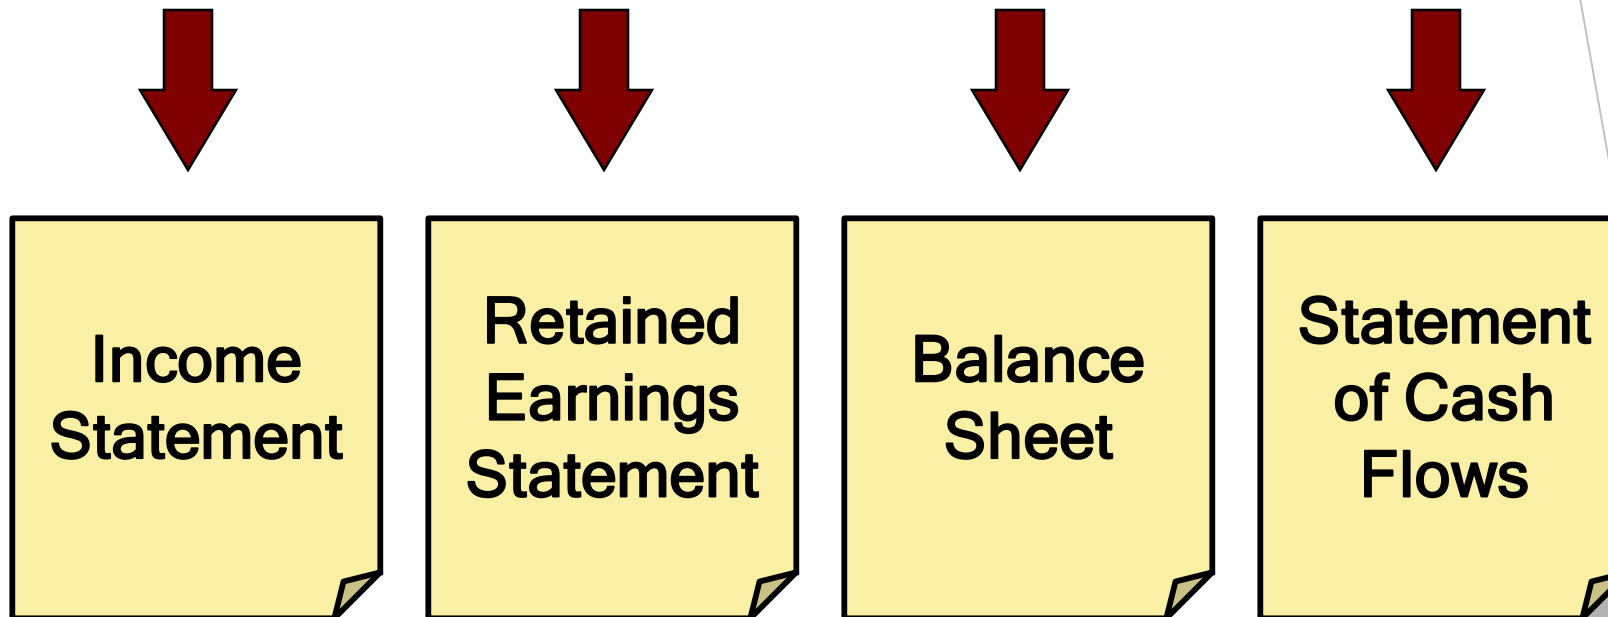 Income
Statement
Retained
Earnings
Statement
Balance
Sheet
Statement
of Cash
Flows